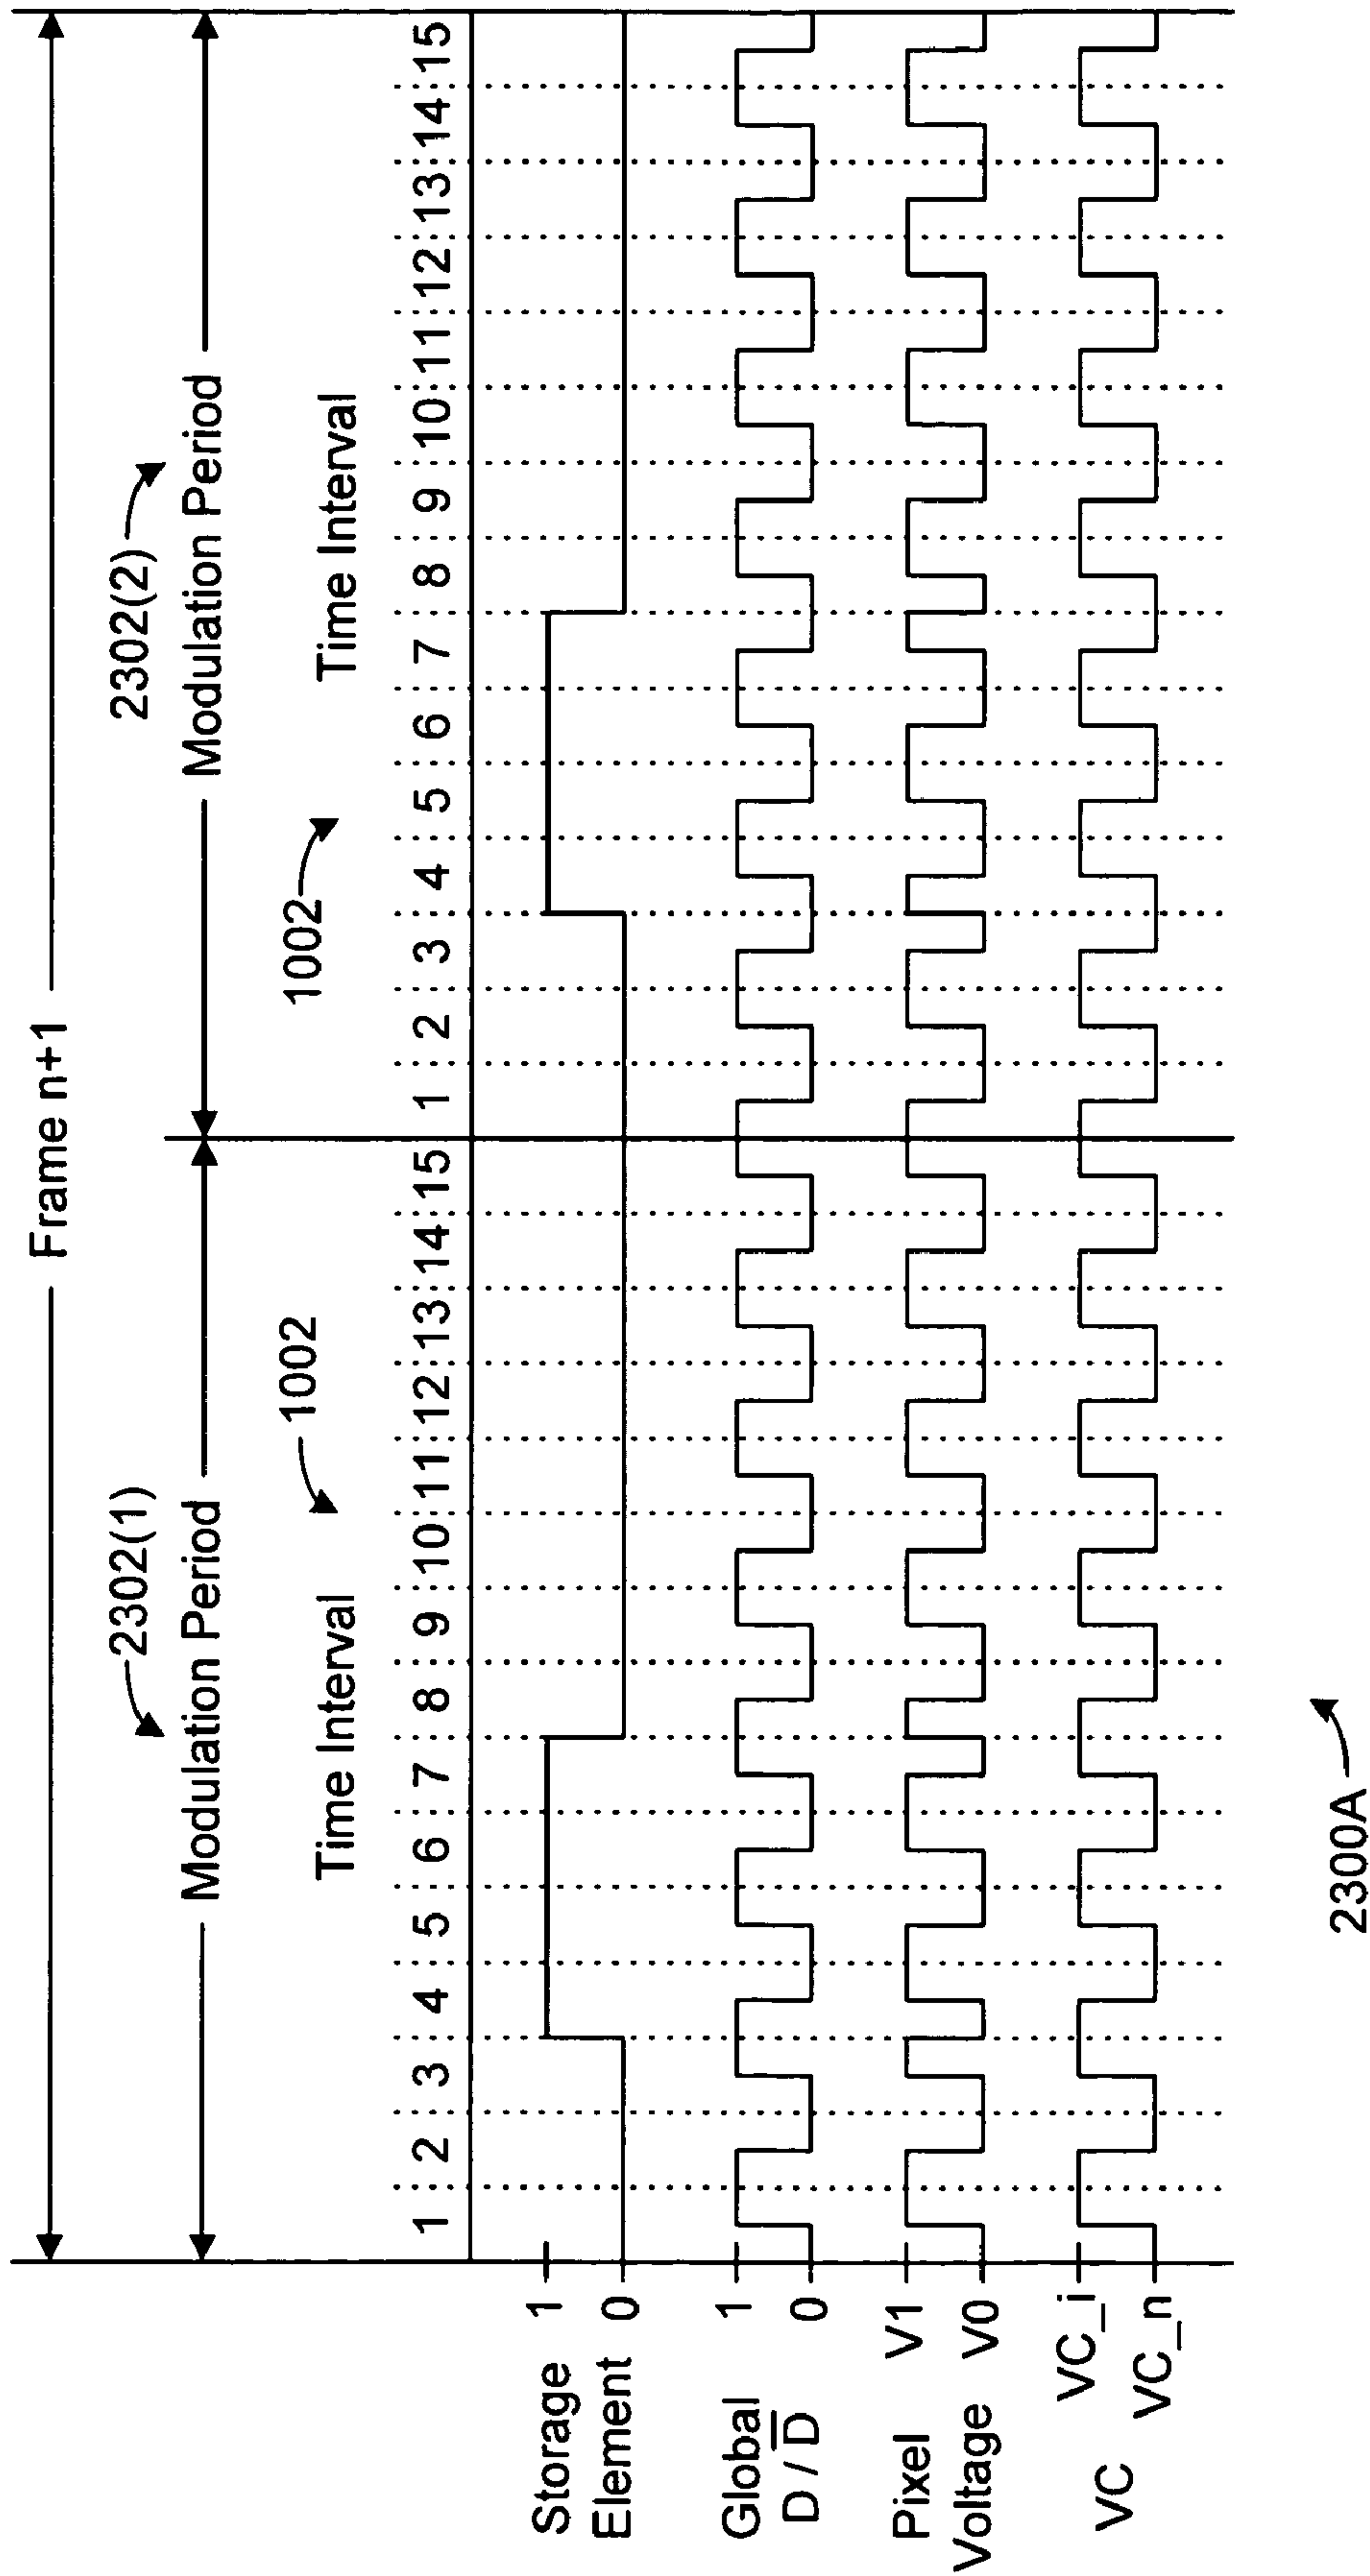 Frame n+1
2302(1)
2302(2)
Modulation Period
Modulation Period
1002
1002
Time Interval
Time Interval
1 2 3 4 5 6 7 8 9 10 11 12 13 14 15 1 2 3 4 5 6 7 8 9 10 11 12 13 14 15
Storage 1
Element 0
Global 1
D / D̅ 0
Pixel V1
Voltage V0
VC VC_i
VC_n
2300A